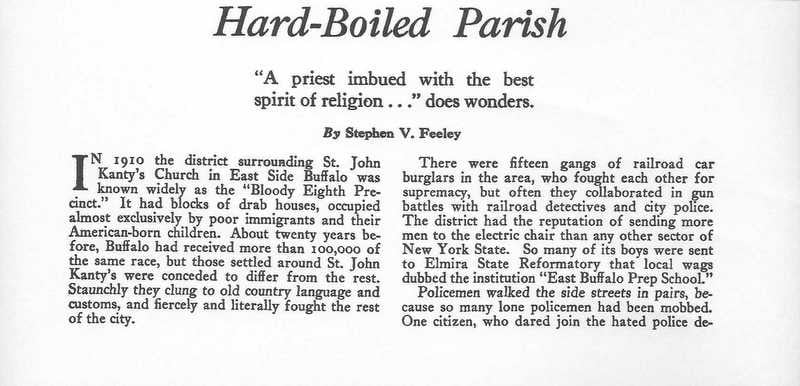 Hard-Boiled Parish
“A priest imbued with the best
spirit of religion . . .” does wonders.
By Stephen V. Feeley
IN 1910 the district surrounding St. John
Kanty's Church in East Side Buffalo was
known widely as the “Bloody Eighth Pre-
cinct.” It had blocks of drab houses, occupied
almost exclusively by poor immigrants and their
American-born children. About twenty years be-
fore, Buffalo had received more than 100,000 of
the same race, but those settled around St. John
Kanty's were conceded to differ from the rest.
Staunchly they clung to old country language and
customs, and fiercely and literally fought the rest
of the city.
There were fifteen gangs of railroad car
burglars in the area, who fought each other for
supremacy, but often they collaborated in gun
battles with railroad detectives and city police.
The district had the reputation of sending more
men to the electric chair than any other sector of
New York State. So many of its boys were sent
to Elmira State Reformatory that local wags
dubbed the institution “East Buffalo Prep School.”
Policemen walked the side streets in pairs, be-
cause so many lone policemen had been mobbed.
One citizen, who dared join the hated police de-